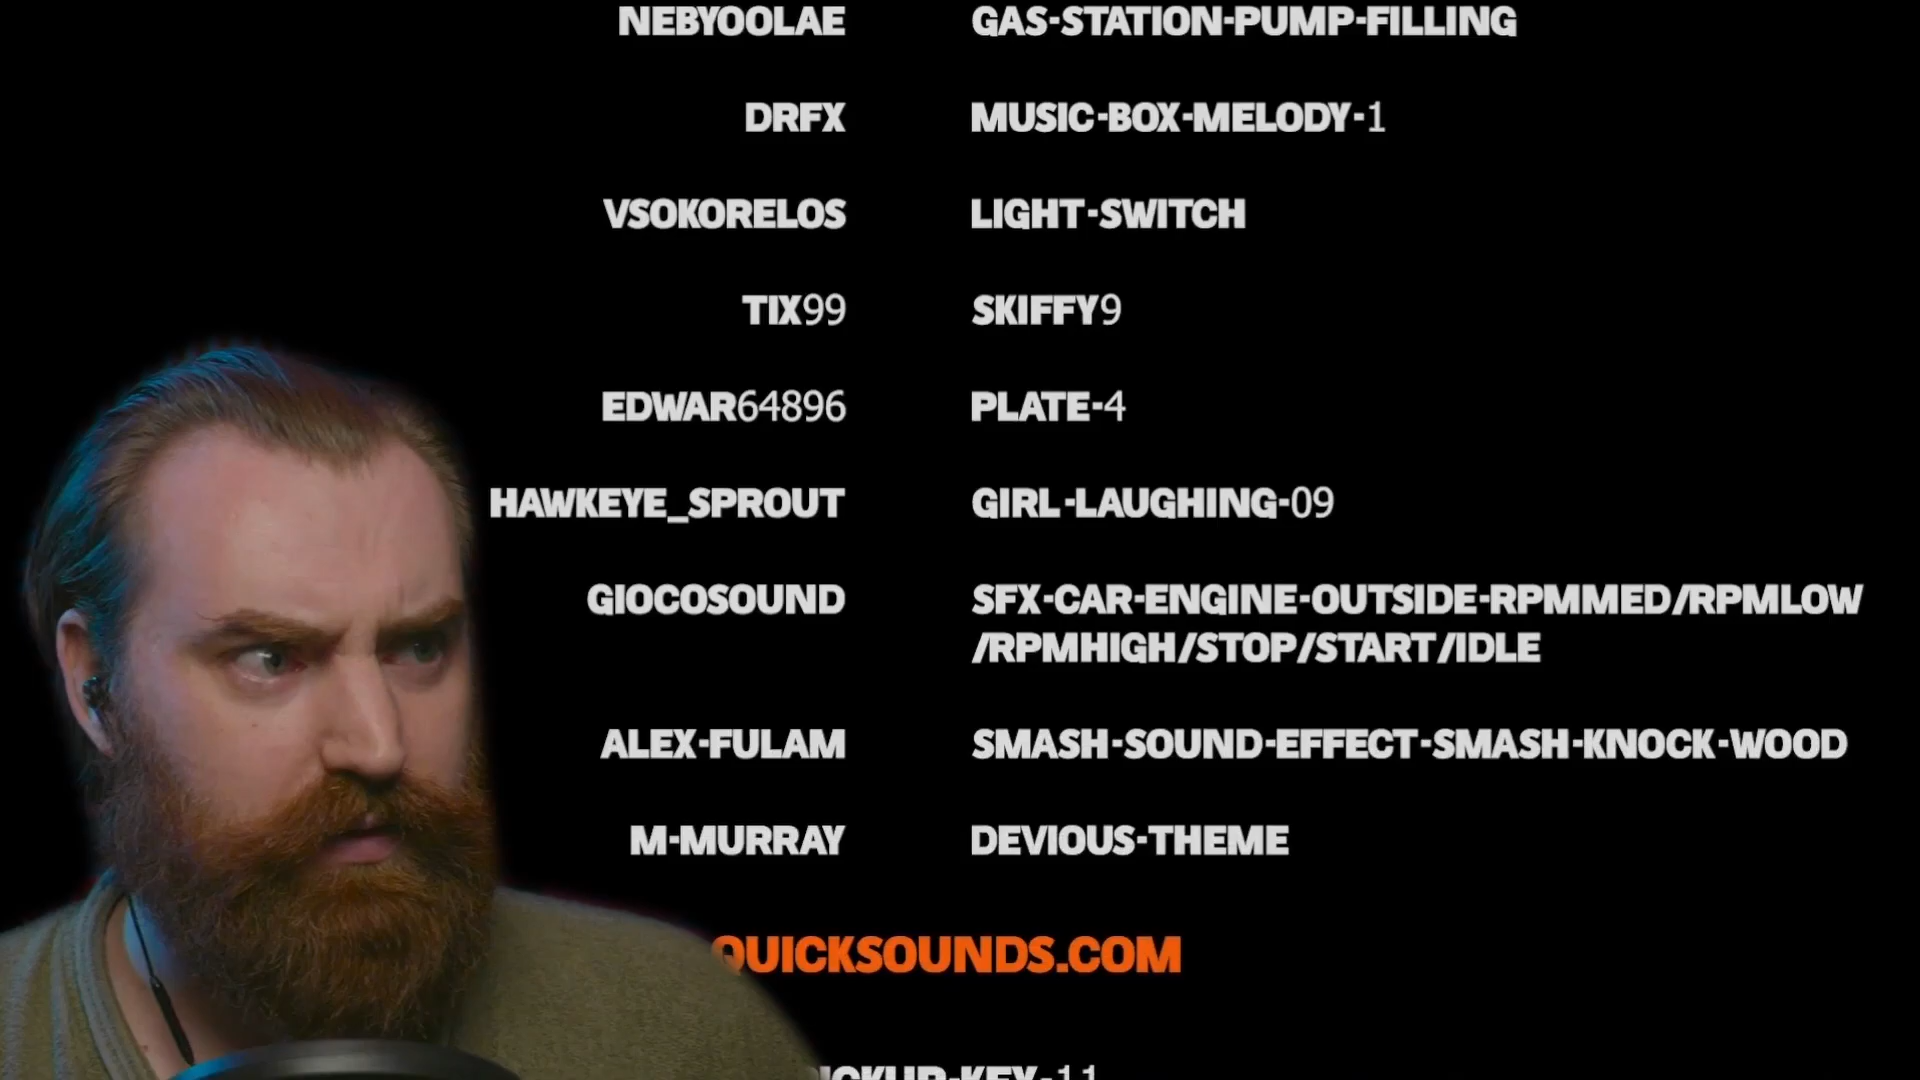 NEBYOOLAE GAS-STATION-PUMP-FILLING
DRFX MUSIC-BOX-MELODY-1
VSOKORELOS LIGHT-SWITCH
TIX99 SKIFFY9
EDWAR64896 PLATE-4
HAWKEYE_SPROUT GIRL-LAUGHING-09
GIOCOSOUND SFX-CAR-ENGINE-OUTSIDE-RPMMED/RPMLOW
/RPMHIGH/STOP/START/IDLE
ALEX-FULAM SMASH-SOUND-EFFECT-SMASH-KNOCK-WOOD
M-MURRAY DEVIOUS-THEME
QUICKSOUNDS.COM